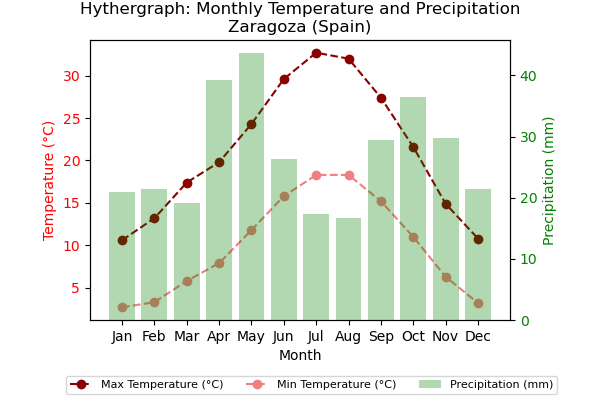 Hythergraph: Monthly Temperature and Precipitation
Zaragoza (Spain)
Temperature (°C)
30
25
20
15
10
5
40
30
20
10
0
Precipitation (mm)
Jan Feb Mar Apr May Jun Jul Aug Sep Oct Nov Dec
Month
Max Temperature (°C) Min Temperature (°C) Precipitation (mm)